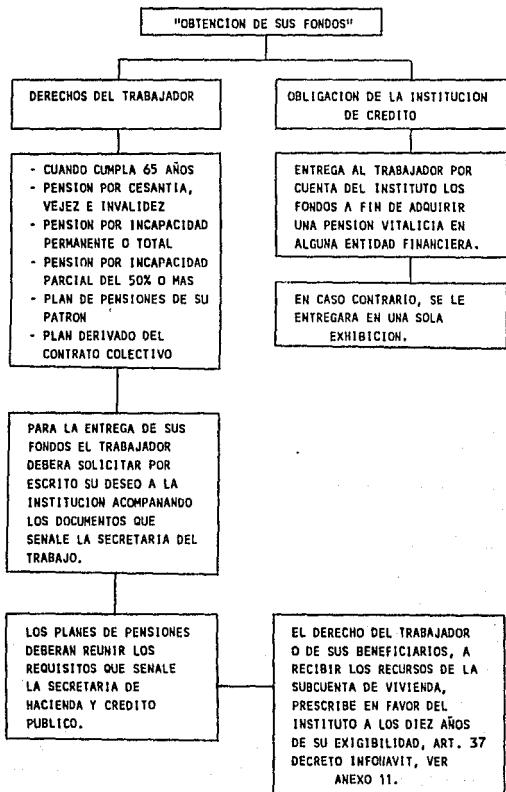 "OBTENCION DE SUS FONDOS"
DERECHOS DEL TRABAJADOR
- CUANDO CUMPLA 65 AÑOS
- PENSION POR CESANTIA,
VEJEZ E INVALIDEZ
- PENSION POR INCAPACIDAD
PERMANENTE O TOTAL
- PENSION POR INCAPACIDAD
PARCIAL DEL 50% O MAS
- PLAN DE PENSIONES DE SU
PATRON
- PLAN DERIVADO DEL
CONTRATO COLECTIVO
PARA LA ENTREGA DE SUS
FONDOS EL TRABAJADOR
DEBERA SOLICITAR POR
ESCRITO SU DESEO A LA
INSTITUCION ACOMPANANDO
LOS DOCUMENTOS QUE
SENALE LA SECRETARIA DEL
TRABAJO.
LOS PLANES DE PENSIONES
DEBERAN REUNIR LOS
REQUISITOS QUE SENALE
LA SECRETARIA DE
HACIENDA Y CREDITO
PUBLICO.
OBLIGACION DE LA INSTITUCION
DE CREDITO
ENTREGA AL TRABAJADOR POR
CUENTA DEL INSTITUTO LOS
FONDOS A FIN DE ADQUIRIR
UNA PENSION VITALICIA EN
ALGUNA ENTIDAD FINANCIERA.
EN CASO CONTRARIO, SE LE
ENTREGARA EN UNA SOLA
EXHIBICION.
EL DERECHO DEL TRABAJADOR
O DE SUS BENEFICIARIOS, A
RECIBIR LOS RECURSOS DE LA
SUBCUENTA DE VIVIENDA,
PRESCRIBE EN FAVOR DEL
INSTITUTO A LOS DIEZ AÑOS
DE SU EXIGIBILIDAD, ART. 37
DECRETO INFONAVIT, VER
ANEXO 11.